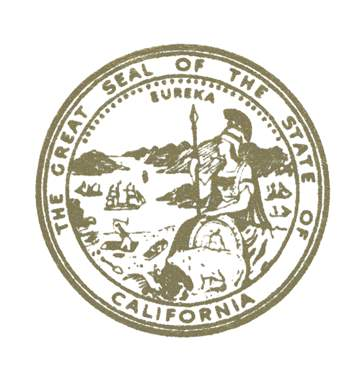 THE GREAT SEAL OF THE STATE OF
EUREKA
CALIFORNIA